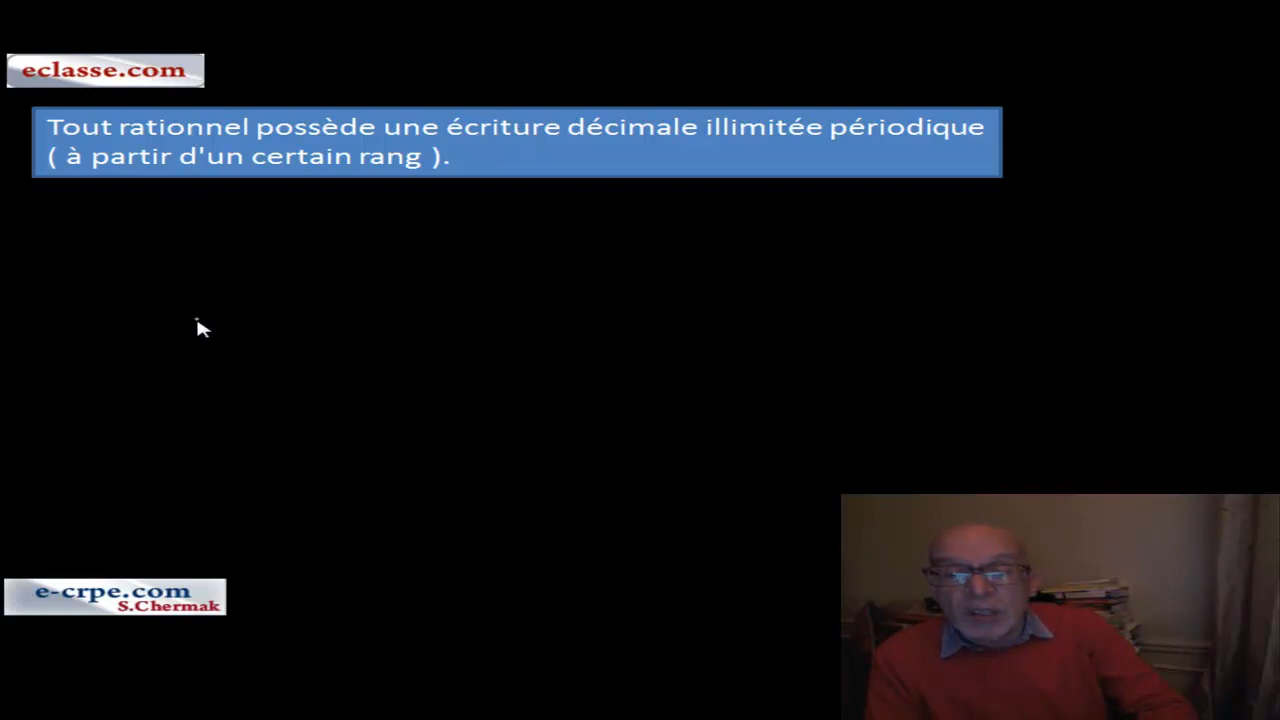 eclasse.com
Tout rationnel possède une écriture décimale illimitée périodique
( à partir d'un certain rang ).
e-crpe.com
S.Chermak